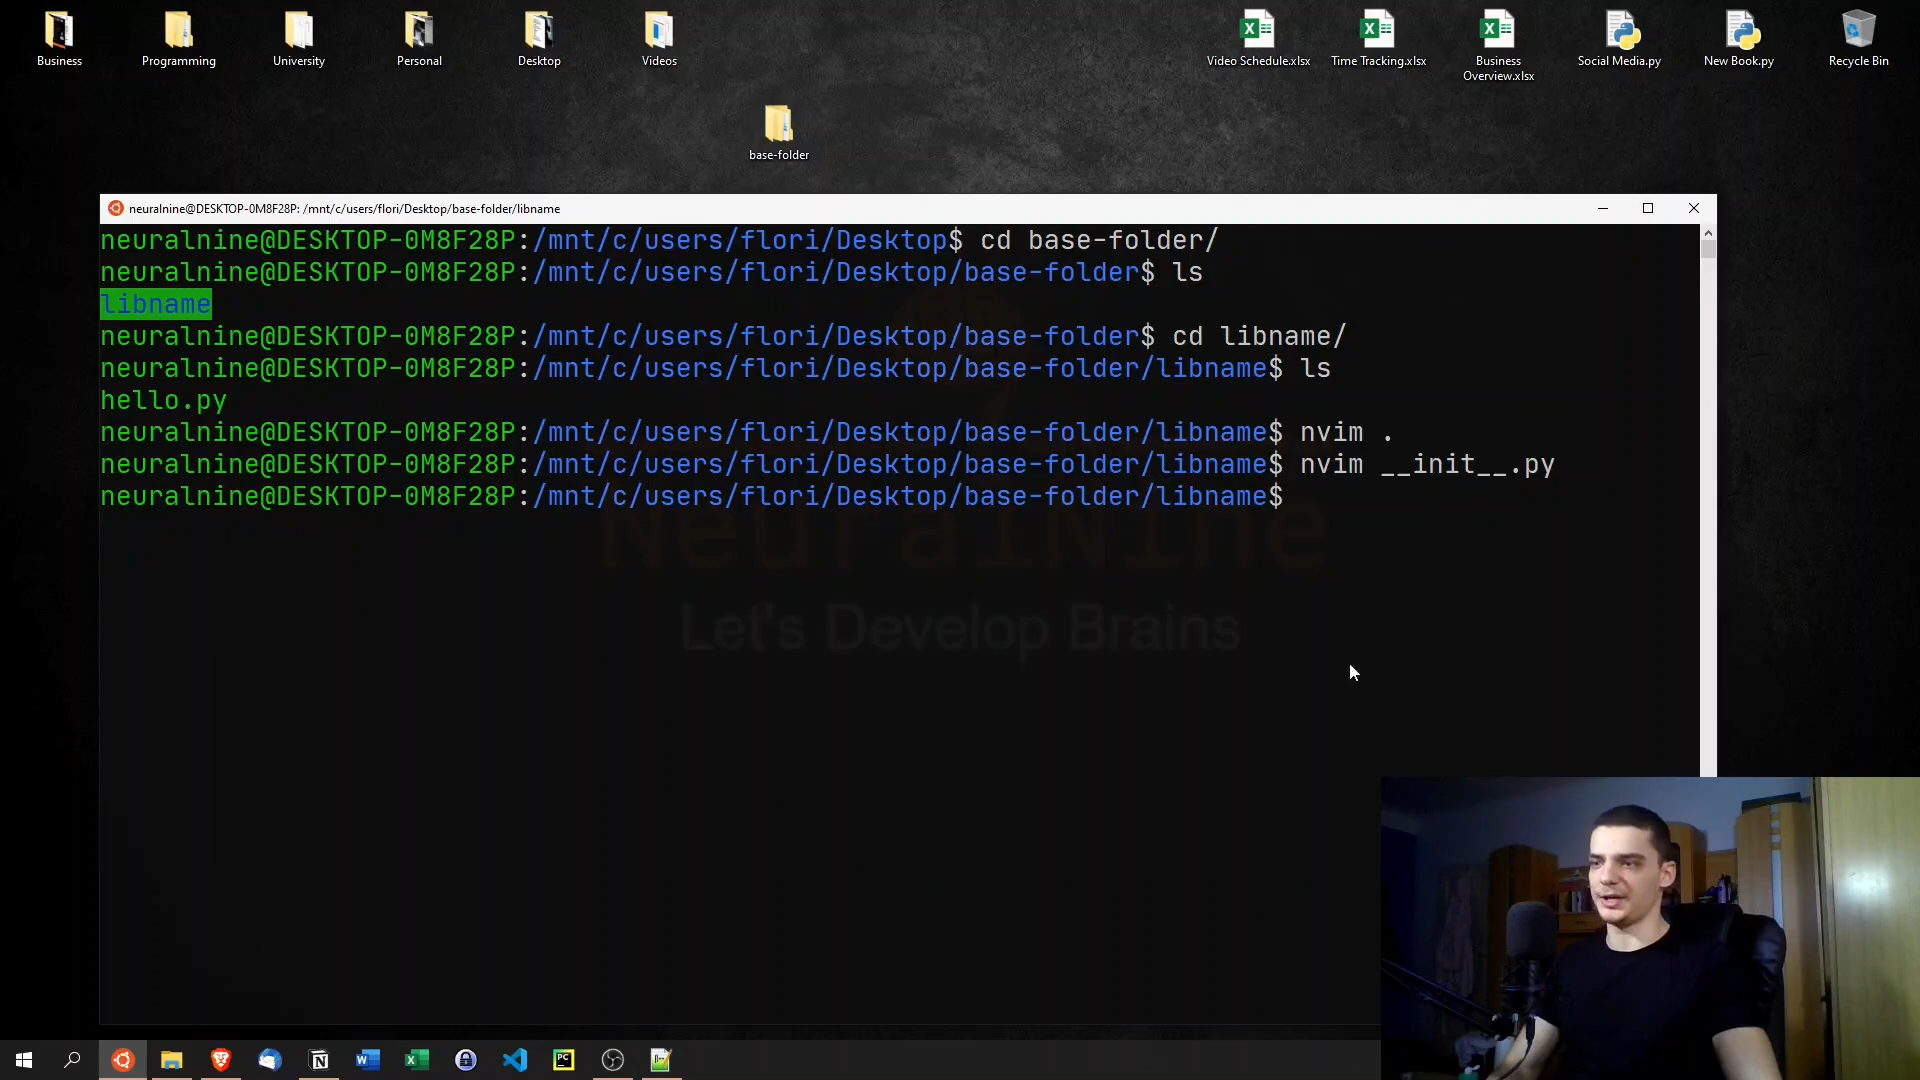 Business
Programming
University
Personal
Desktop
Videos
Video Schedule.xlsx
Time Tracking.xlsx
Business
Overview.xlsx
Social Media.py
New Book.py
Recycle Bin
base-folder
neuralnine@DESKTOP-0M8F28P: /mnt/c/users/flori/Desktop/base-folder/libname
neuralnine@DESKTOP-0M8F28P:/mnt/c/users/flori/Desktop$ cd base-folder/
neuralnine@DESKTOP-0M8F28P:/mnt/c/users/flori/Desktop/base-folder$ ls
libname
neuralnine@DESKTOP-0M8F28P:/mnt/c/users/flori/Desktop/base-folder$ cd libname/
neuralnine@DESKTOP-0M8F28P:/mnt/c/users/flori/Desktop/base-folder/libname$ ls
hello.py
neuralnine@DESKTOP-0M8F28P:/mnt/c/users/flori/Desktop/base-folder/libname$ nvim .
neuralnine@DESKTOP-0M8F28P:/mnt/c/users/flori/Desktop/base-folder/libname$ nvim __init__.py
neuralnine@DESKTOP-0M8F28P:/mnt/c/users/flori/Desktop/base-folder/libname$
NeuralNine
Let's Develop Brains